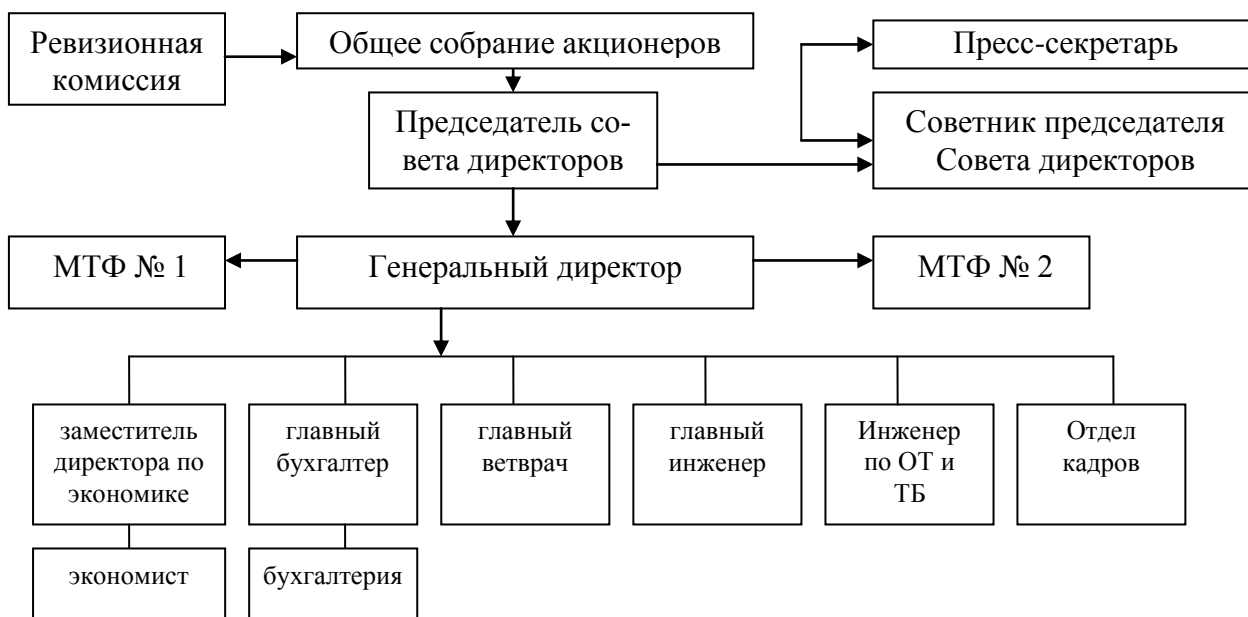 Ревизионная
комиссия
Общее собрание акционеров
Пресс-секретарь
Председатель со-
вета директоров
Советник председателя
Совета директоров
МТФ № 1
Генеральный директор
МТФ № 2
заместитель
директора по
экономике
главный
бухгалтер
главный
ветврач
главный
инженер
Инженер
по ОТ и
ТБ
Отдел
кадров
экономист
бухгалтерия